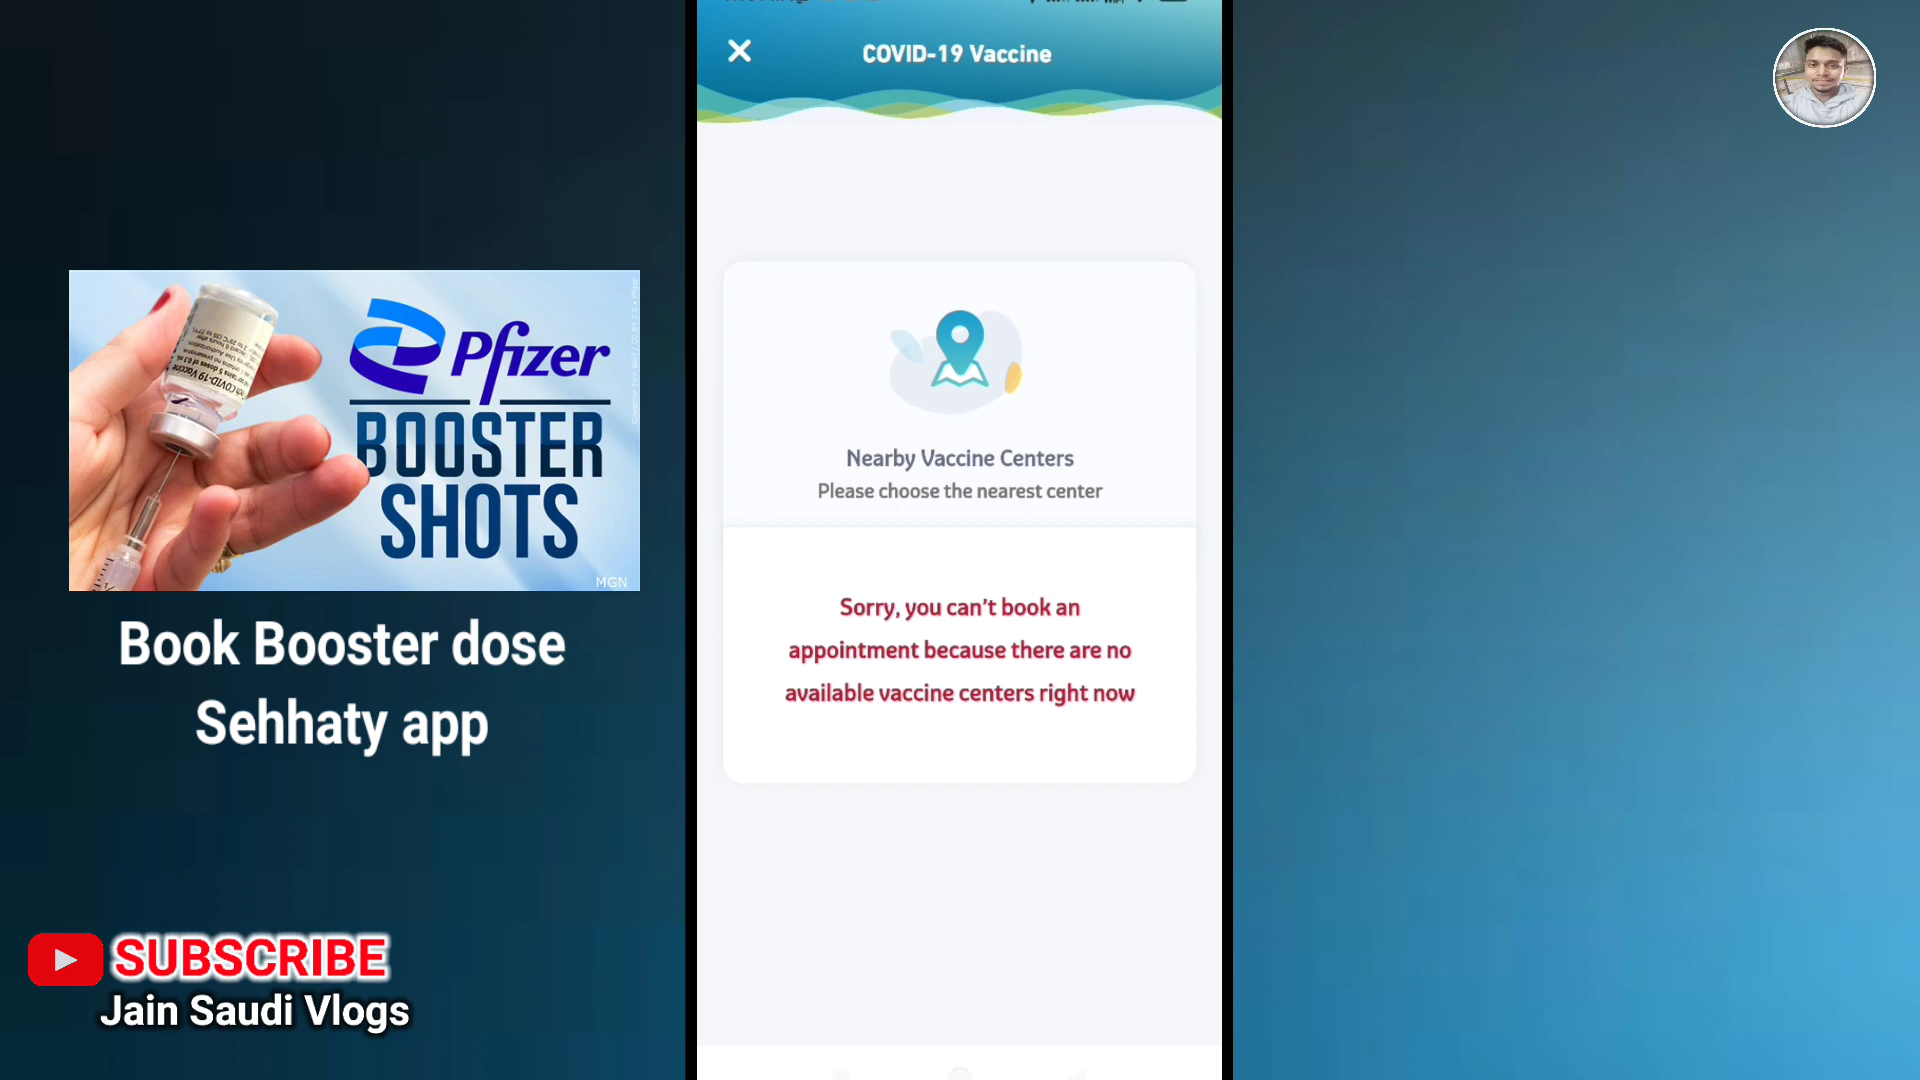 COVID-19 Vaccine
Pfizer
BOOSTER
SHOTS
MGN
Book Booster dose
Sehhaty app
SUBSCRIBE
Jain Saudi Vlogs
Nearby Vaccine Centers
Please choose the nearest center
Sorry, you can't book an
appointment because there are no
available vaccine centers right now